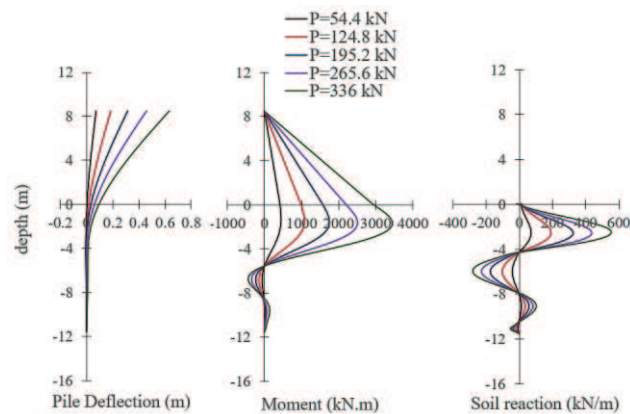 P=54.4 kN
P=124.8 kN
P=195.2 kN
P=265.6 kN
P=336 kN
12 12 12
8 8 8
4 4 4
0 0 0
-0.2 0 0.2 0.4 0.6 0.8 -1000 0 1000 2000 3000 4000 -400 -200 0 200 400 600
-4 -4 -4
-8 -8 -8
-12 -12 -12
-16 -16 -16
depth (m)
Pile Deflection (m) Moment (kN.m) Soil reaction (kN/m)